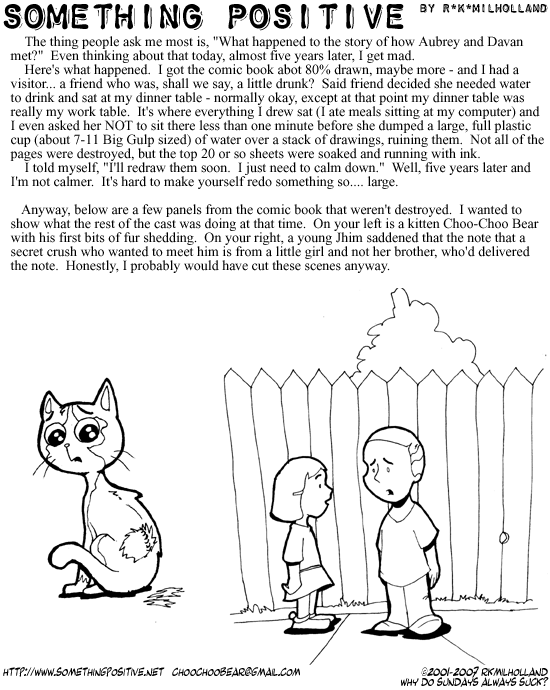 SOMETHING POSITIVE BY R*K*MILHOLLAND
The thing people ask me most is, "What happened to the story of how Aubrey and Davan
met?" Even thinking about that today, almost five years later, I get mad.
Here's what happened. I got the comic book abot 80% drawn, maybe more - and I had a
visitor... a friend who was, shall we say, a little drunk? Said friend decided she needed water
to drink and sat at my dinner table - normally okay, except at that point my dinner table was
really my work table. It's where everything I drew sat (I ate meals sitting at my computer) and
I even asked her NOT to sit there less than one minute before she dumped a large, full plastic
cup (about 7-11 Big Gulp sized) of water over a stack of drawings, ruining them. Not all of the
pages were destroyed, but the top 20 or so sheets were soaked and running with ink.
I told myself, "I'll redraw them soon. I just need to calm down." Well, five years later and
I'm not calmer. It's hard to make yourself redo something so.... large.
Anyway, below are a few panels from the comic book that weren't destroyed. I wanted to
show what the rest of the cast was doing at that time. On your left is a kitten Choo-Choo Bear
with his first bits of fur shedding. On your right, a young Jhim saddened that the note that a
secret crush who wanted to meet him is from a little girl and not her brother, who'd delivered
the note. Honestly, I probably would have cut these scenes anyway.
HTTP://WWW.SOMETHINGPOSITIVE.NET CHOOCHOOBEAR@GMAIL.COM
©2001-2007 RKMILHOLLAND
WHY DO SUNDAYS ALWAYS SUCK?